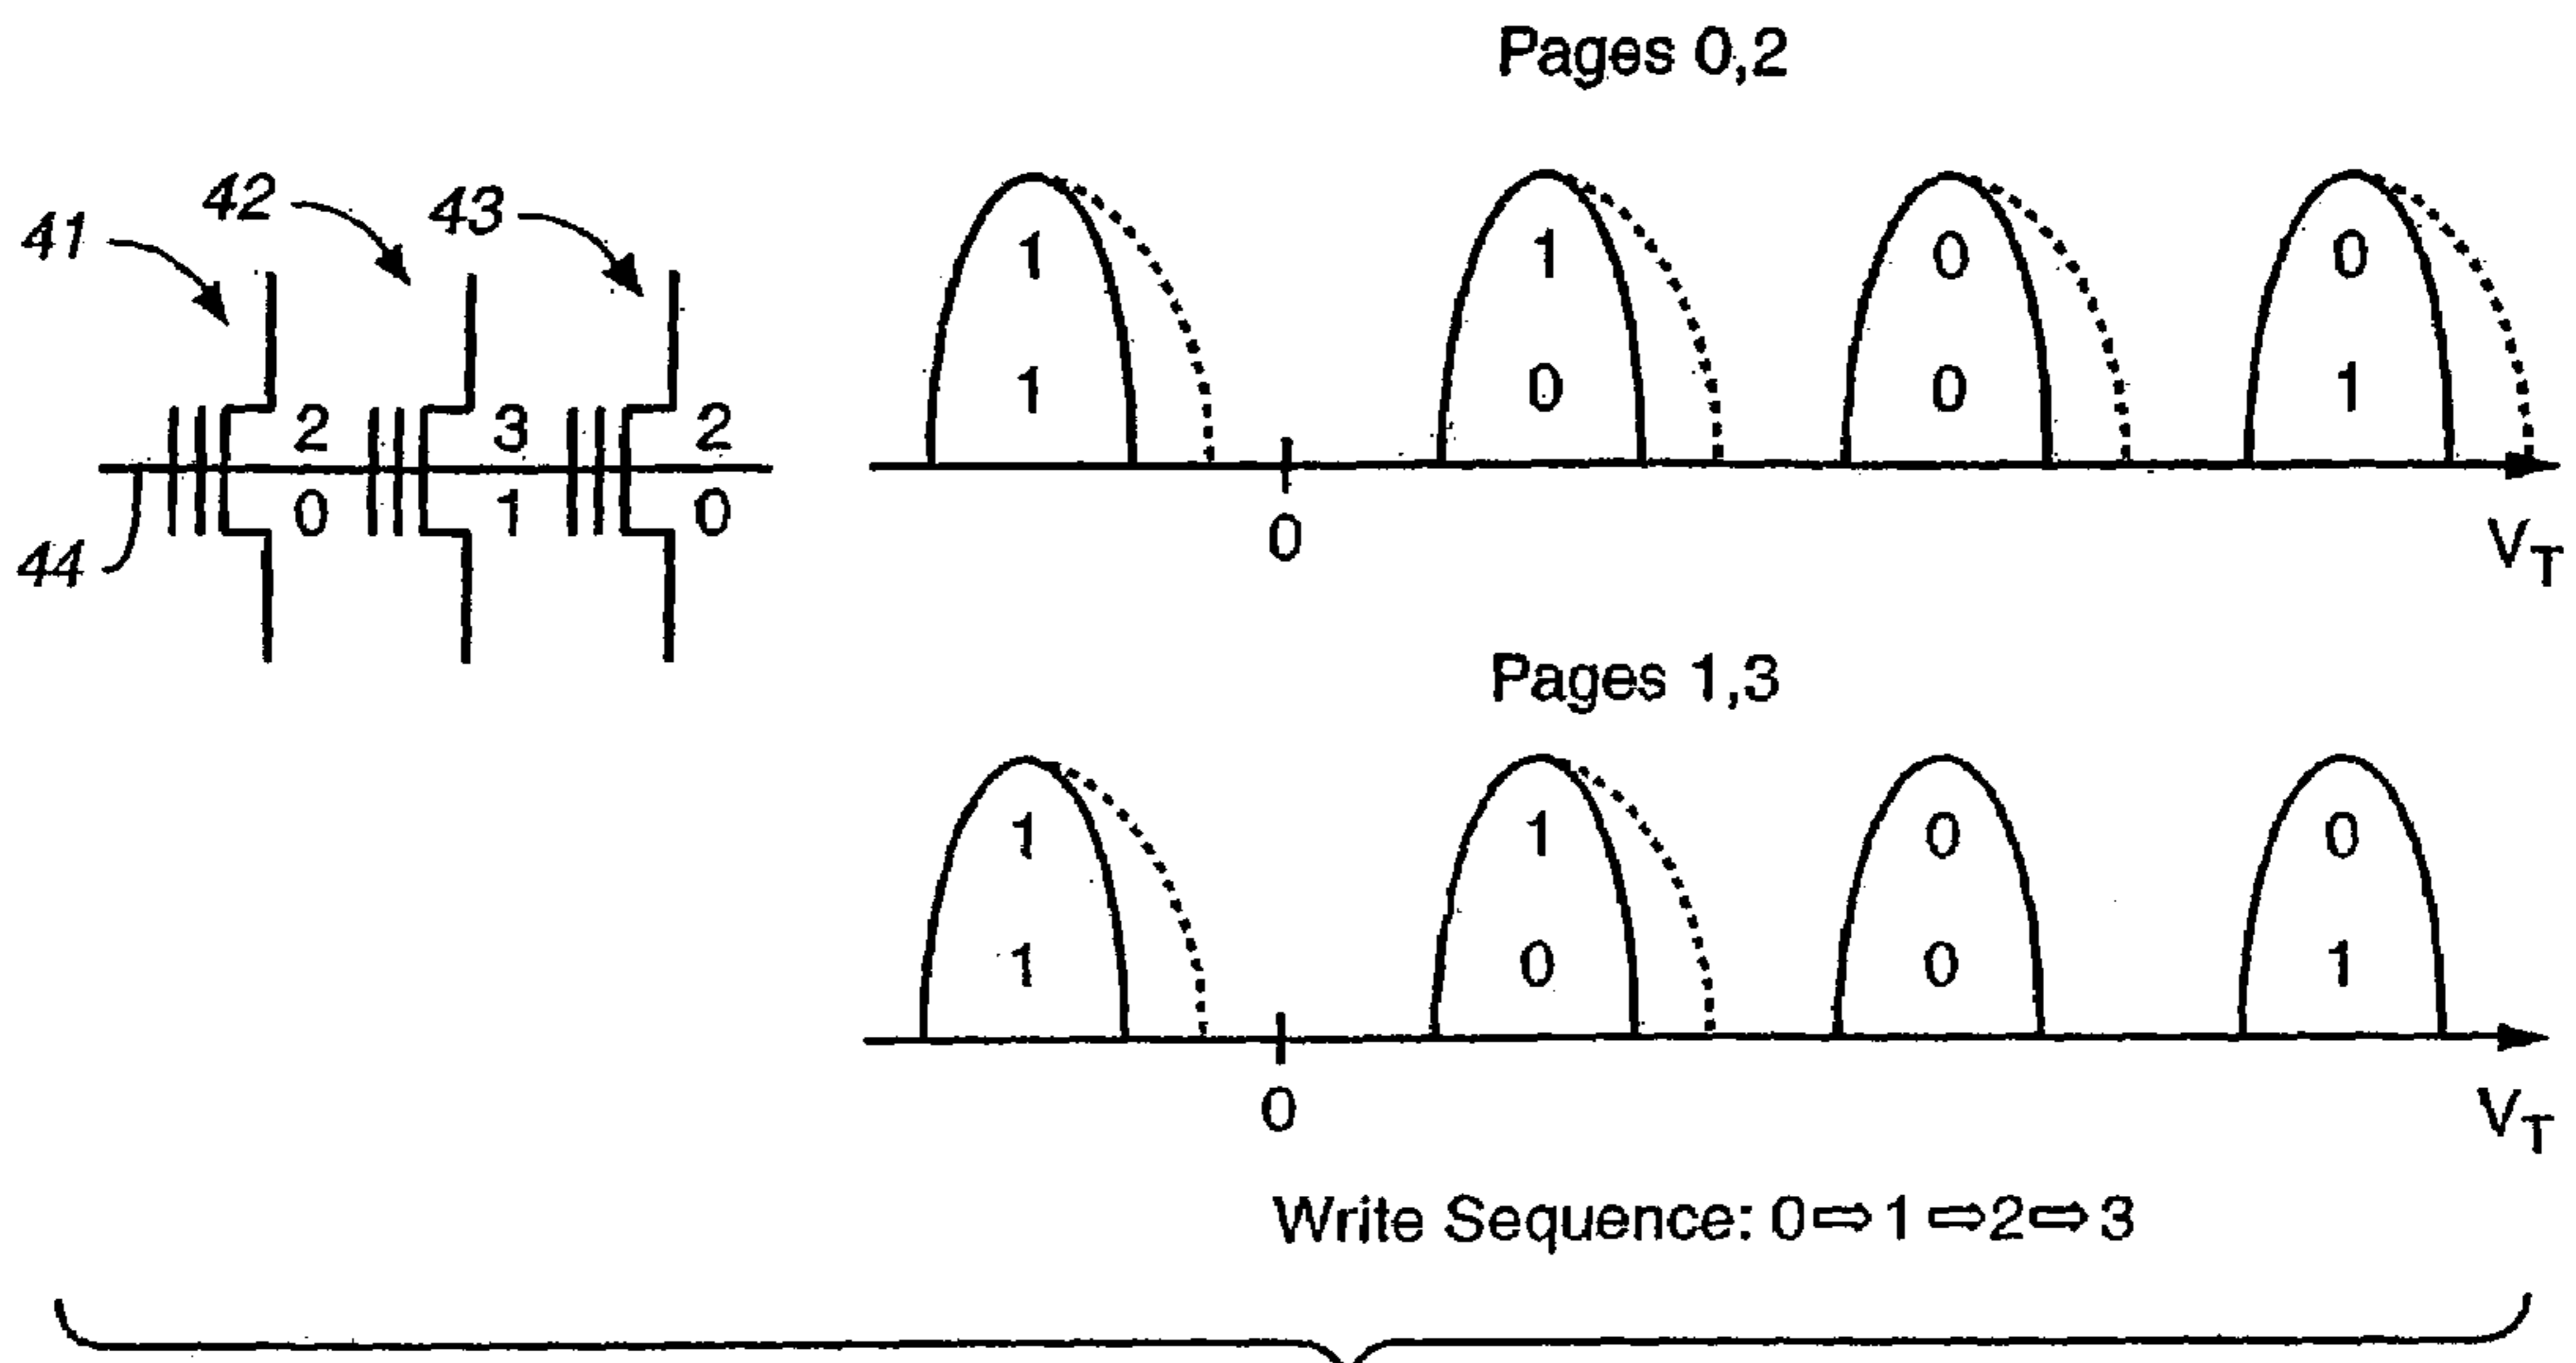 Pages 0,2
41
42
43
2 3 2
0 1 0
44
1 1 0 0
1 0 0 1
0
V_T
Pages 1,3
1 1 0 0
1 0 0 1
0
V_T
Write Sequence: 0⇨1⇨2⇨3